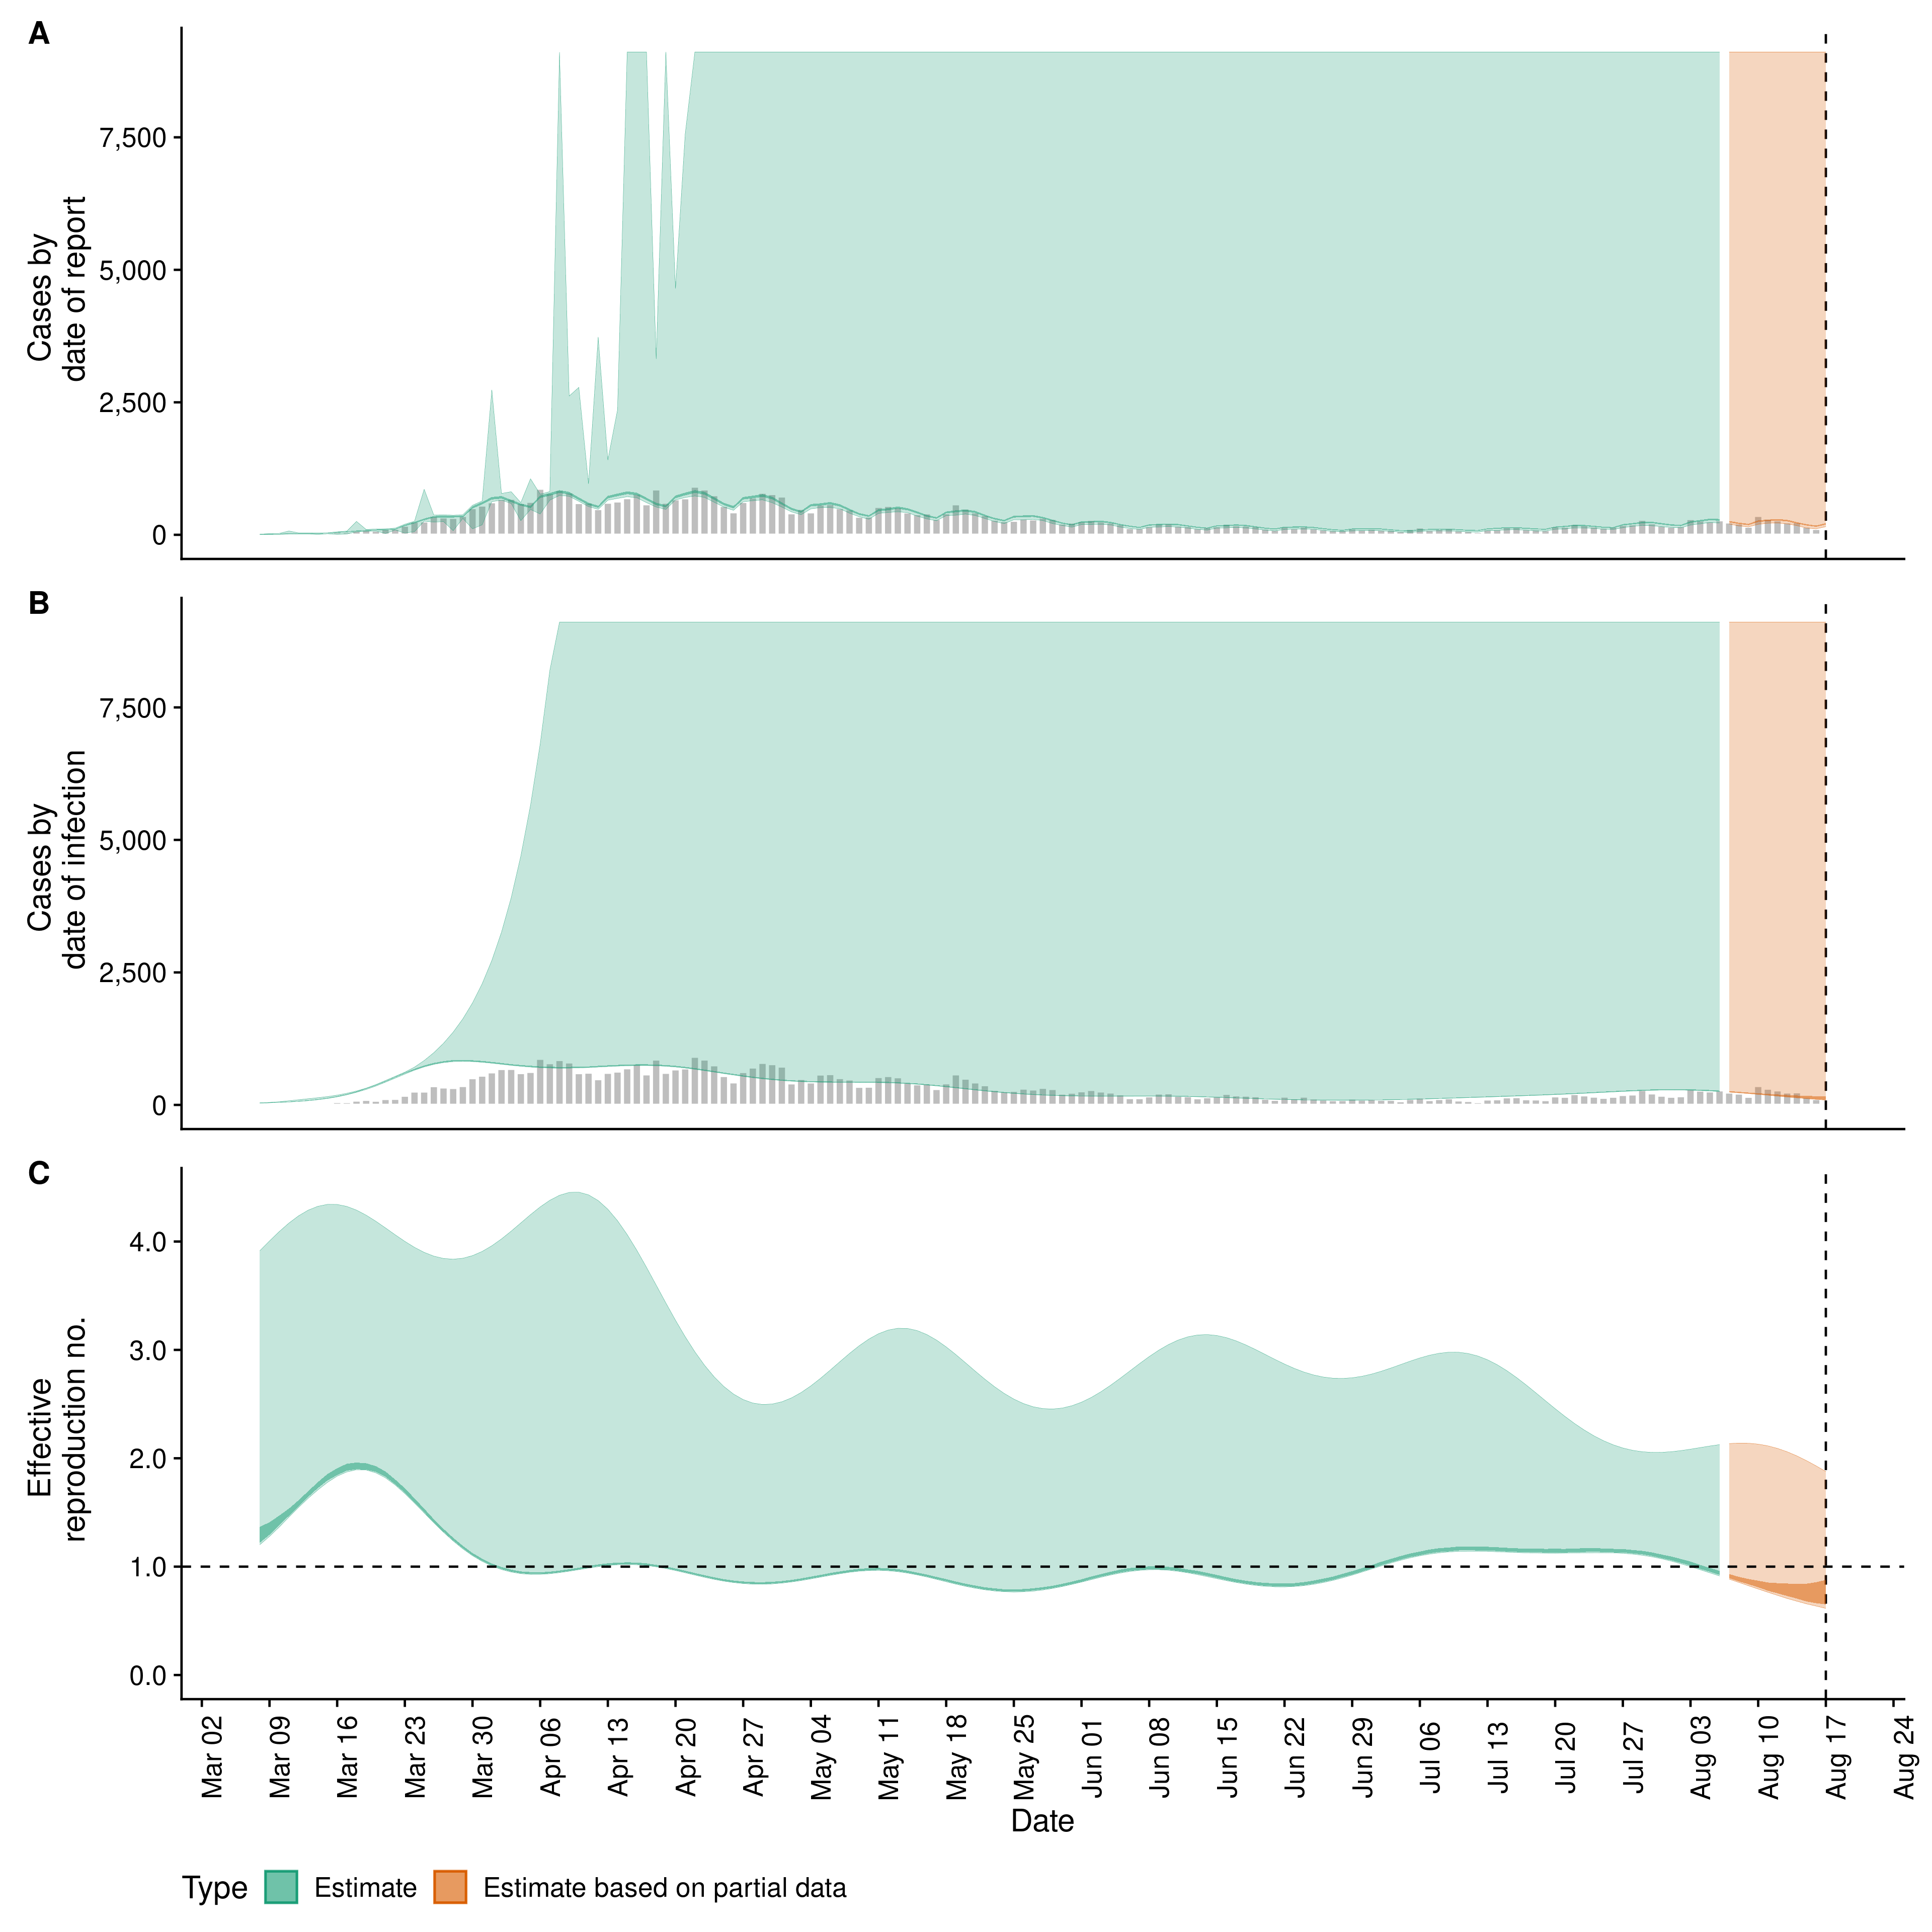 A
Cases by
date of report
7,500
5,000
2,500
0
B
Cases by
date of infection
7,500
5,000
2,500
0
C
Effective
reproduction no.
4.0
3.0
2.0
1.0
0.0
Mar 02
Mar 09
Mar 16
Mar 23
Mar 30
Apr 06
Apr 13
Apr 20
Apr 27
May 04
May 11
May 18
May 25
Jun 01
Jun 08
Jun 15
Jun 22
Jun 29
Jul 06
Jul 13
Jul 20
Jul 27
Aug 03
Aug 10
Aug 17
Aug 24
Date
Type Estimate Estimate based on partial data